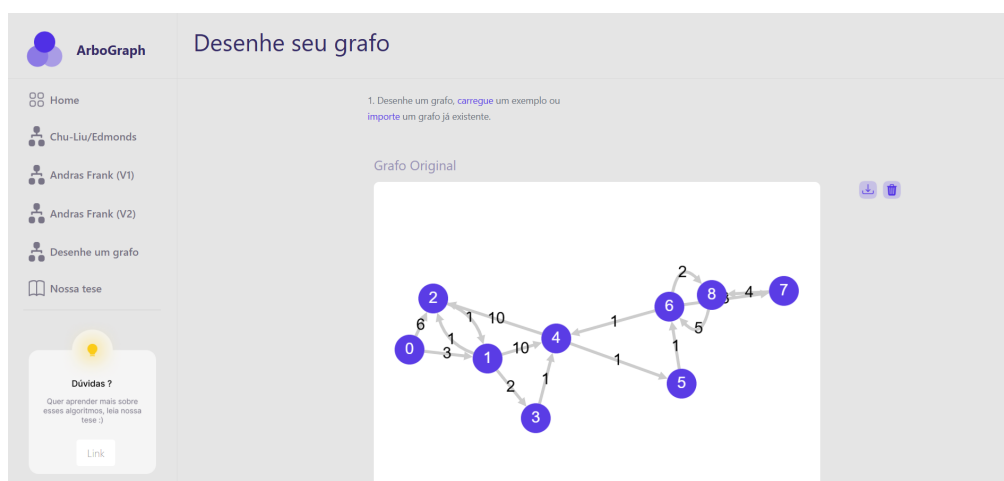 ArboGraph
Desenhe seu grafo
Home
Chu-Liu/Edmonds
Andras Frank (V1)
Andras Frank (V2)
Desenhe um grafo
Nossa tese
Dúvidas ?
Quer aprender mais sobre
esses algoritmos, leia nossa
tese :)
Link
1. Desenhe um grafo, carregue um exemplo ou
importe um grafo já existente.
Grafo Original
2
2
6
8
4
7
6
1
10
1
5
0
3
1
1
10
4
1
1
1
2
1
5
3